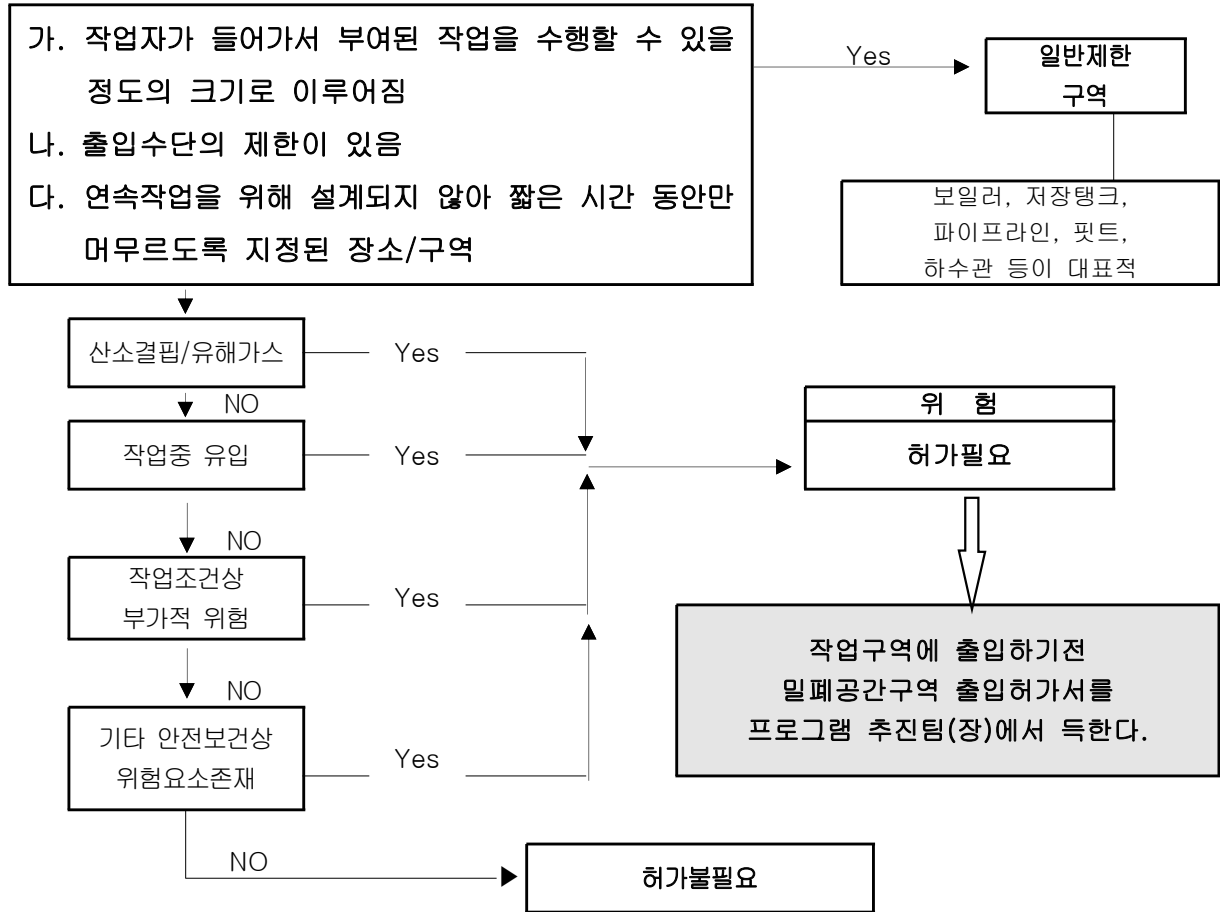 가. 작업자가 들어가서 부여된 작업을 수행할 수 있을
정도의 크기로 이루어짐
나. 출입수단의 제한이 있음
다. 연속작업을 위해 설계되지 않아 짧은 시간 동안만
머무르도록 지정된 장소/구역
Yes
일반제한
구역
보일러, 저장탱크,
파이프라인, 핏트,
하수관 등이 대표적
산소결핍/유해가스
Yes
NO
작업중 유입
Yes
위 험
허가필요
NO
작업조건상
부가적 위험
Yes
NO
기타 안전보건상
위험요소존재
Yes
작업구역에 출입하기전
밀폐공간구역 출입허가서를
프로그램 추진팀(장)에서 득한다.
NO
허가불필요